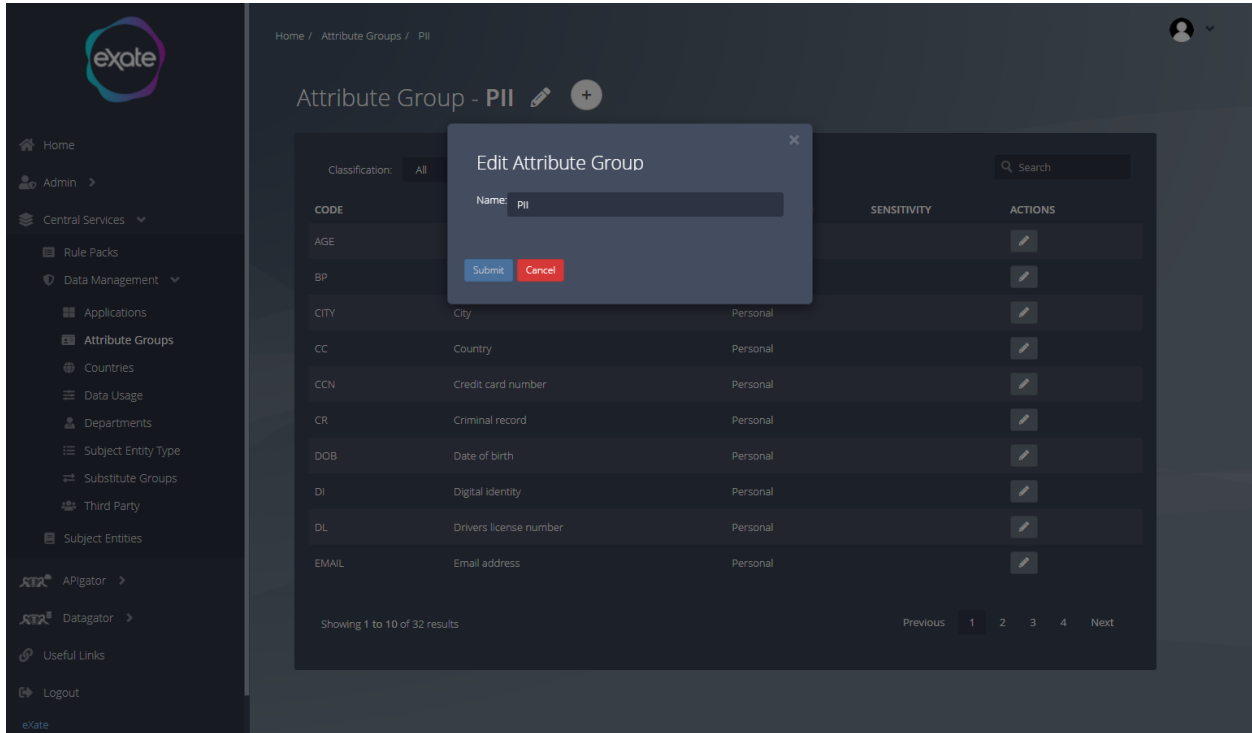 eXate
Home / Attribute Groups / PII
Attribute Group - PII
+
Home
Admin
Central Services
Rule Packs
Data Management
Applications
Attribute Groups
Countries
Data Usage
Departments
Subject Entity Type
Substitute Groups
Third Party
Subject Entities
APIgator
Datagator
Useful Links
Logout
eXate
Edit Attribute Group
Name: PII
Submit Cancel
Classification: All Search
CODE SENSITIVITY ACTIONS
AGE
BP
CITY City Personal
CC Country Personal
CCN Credit card number Personal
CR Criminal record Personal
DOB Date of birth Personal
DI Digital identity Personal
DL Drivers license number Personal
EMAIL Email address Personal
Showing 1 to 10 of 32 results Previous 1 2 3 4 Next